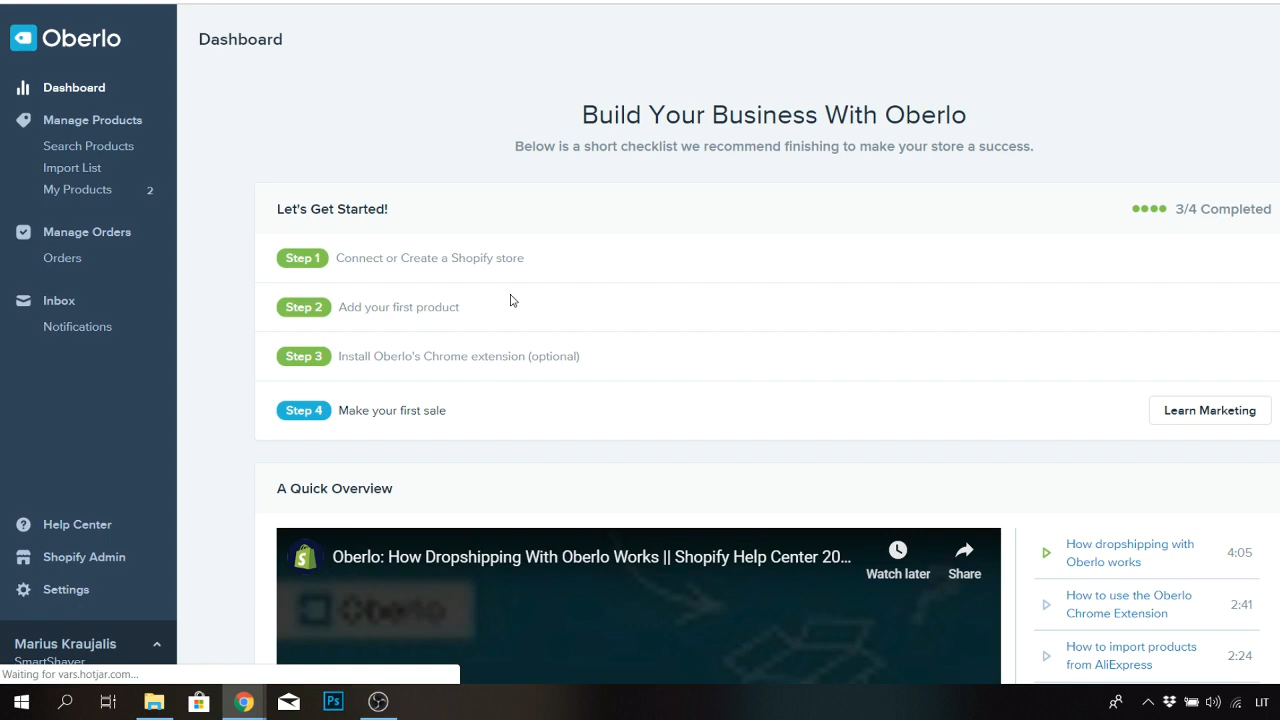 Oberlo
Dashboard
Dashboard
Manage Products
Search Products
Import List
My Products 2
Manage Orders
Orders
Inbox
Notifications
Help Center
Shopify Admin
Settings
Marius Kraujalis
SmartShaver
Build Your Business With Oberlo
Below is a short checklist we recommend finishing to make your store a success.
Let's Get Started! 3/4 Completed
Step 1 Connect or Create a Shopify store
Step 2 Add your first product
Step 3 Install Oberlo's Chrome extension (optional)
Step 4 Make your first sale Learn Marketing
A Quick Overview
Oberlo: How Dropshipping With Oberlo Works || Shopify Help Center 20...
Watch later Share
Oberlo
How dropshipping with
Oberlo works 4:05
How to use the Oberlo
Chrome Extension 2:41
How to import products
from AliExpress 2:24
Waiting for vars.hotjar.com...
Ps
LIT